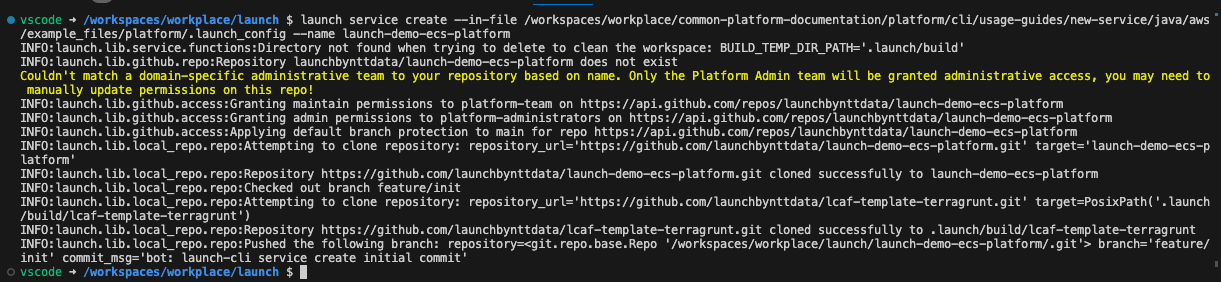 vscode → /workspaces/workplace/launch $ launch service create --in-file /workspaces/workplace/common-platform-documentation/platform/cli/usage-guides/new-service/java/aws
/example_files/platform/.launch_config --name launch-demo-ecs-platform
INFO:launch.lib.service.functions:Directory not found when trying to delete to clean the workspace: BUILD_TEMP_DIR_PATH='.launch/build'
INFO:launch.lib.github.repo:Repository launchbynttdata/launch-demo-ecs-platform does not exist
Couldn't match a domain-specific administrative team to your repository based on name. Only the Platform Admin team will be granted administrative access, you may need to
manually update permissions on this repo!
INFO:launch.lib.github.access:Granting maintain permissions to platform-team on https://api.github.com/repos/launchbynttdata/launch-demo-ecs-platform
INFO:launch.lib.github.access:Granting admin permissions to platform-administrators on https://api.github.com/repos/launchbynttdata/launch-demo-ecs-platform
INFO:launch.lib.github.access:Applying default branch protection to main for repo https://api.github.com/repos/launchbynttdata/launch-demo-ecs-platform
INFO:launch.lib.local_repo.repo:Attempting to clone repository: repository_url='https://github.com/launchbynttdata/launch-demo-ecs-platform.git' target='launch-demo-ecs-p
latform'
INFO:launch.lib.local_repo.repo:Repository https://github.com/launchbynttdata/launch-demo-ecs-platform.git cloned successfully to launch-demo-ecs-platform
INFO:launch.lib.local_repo.repo:Checked out branch feature/init
INFO:launch.lib.local_repo.repo:Attempting to clone repository: repository_url='https://github.com/launchbynttdata/lcaf-template-terragrunt.git' target=PosixPath('.launch
/build/lcaf-template-terragrunt')
INFO:launch.lib.local_repo.repo:Repository https://github.com/launchbynttdata/lcaf-template-terragrunt.git cloned successfully to .launch/build/lcaf-template-terragrunt
INFO:launch.lib.local_repo.repo:Pushed the following branch: repository=<git.repo.base.Repo '/workspaces/workplace/launch/launch-demo-ecs-platform/.git'> branch='feature/
init' commit_msg='bot: launch-cli service create initial commit'
vscode → /workspaces/workplace/launch $